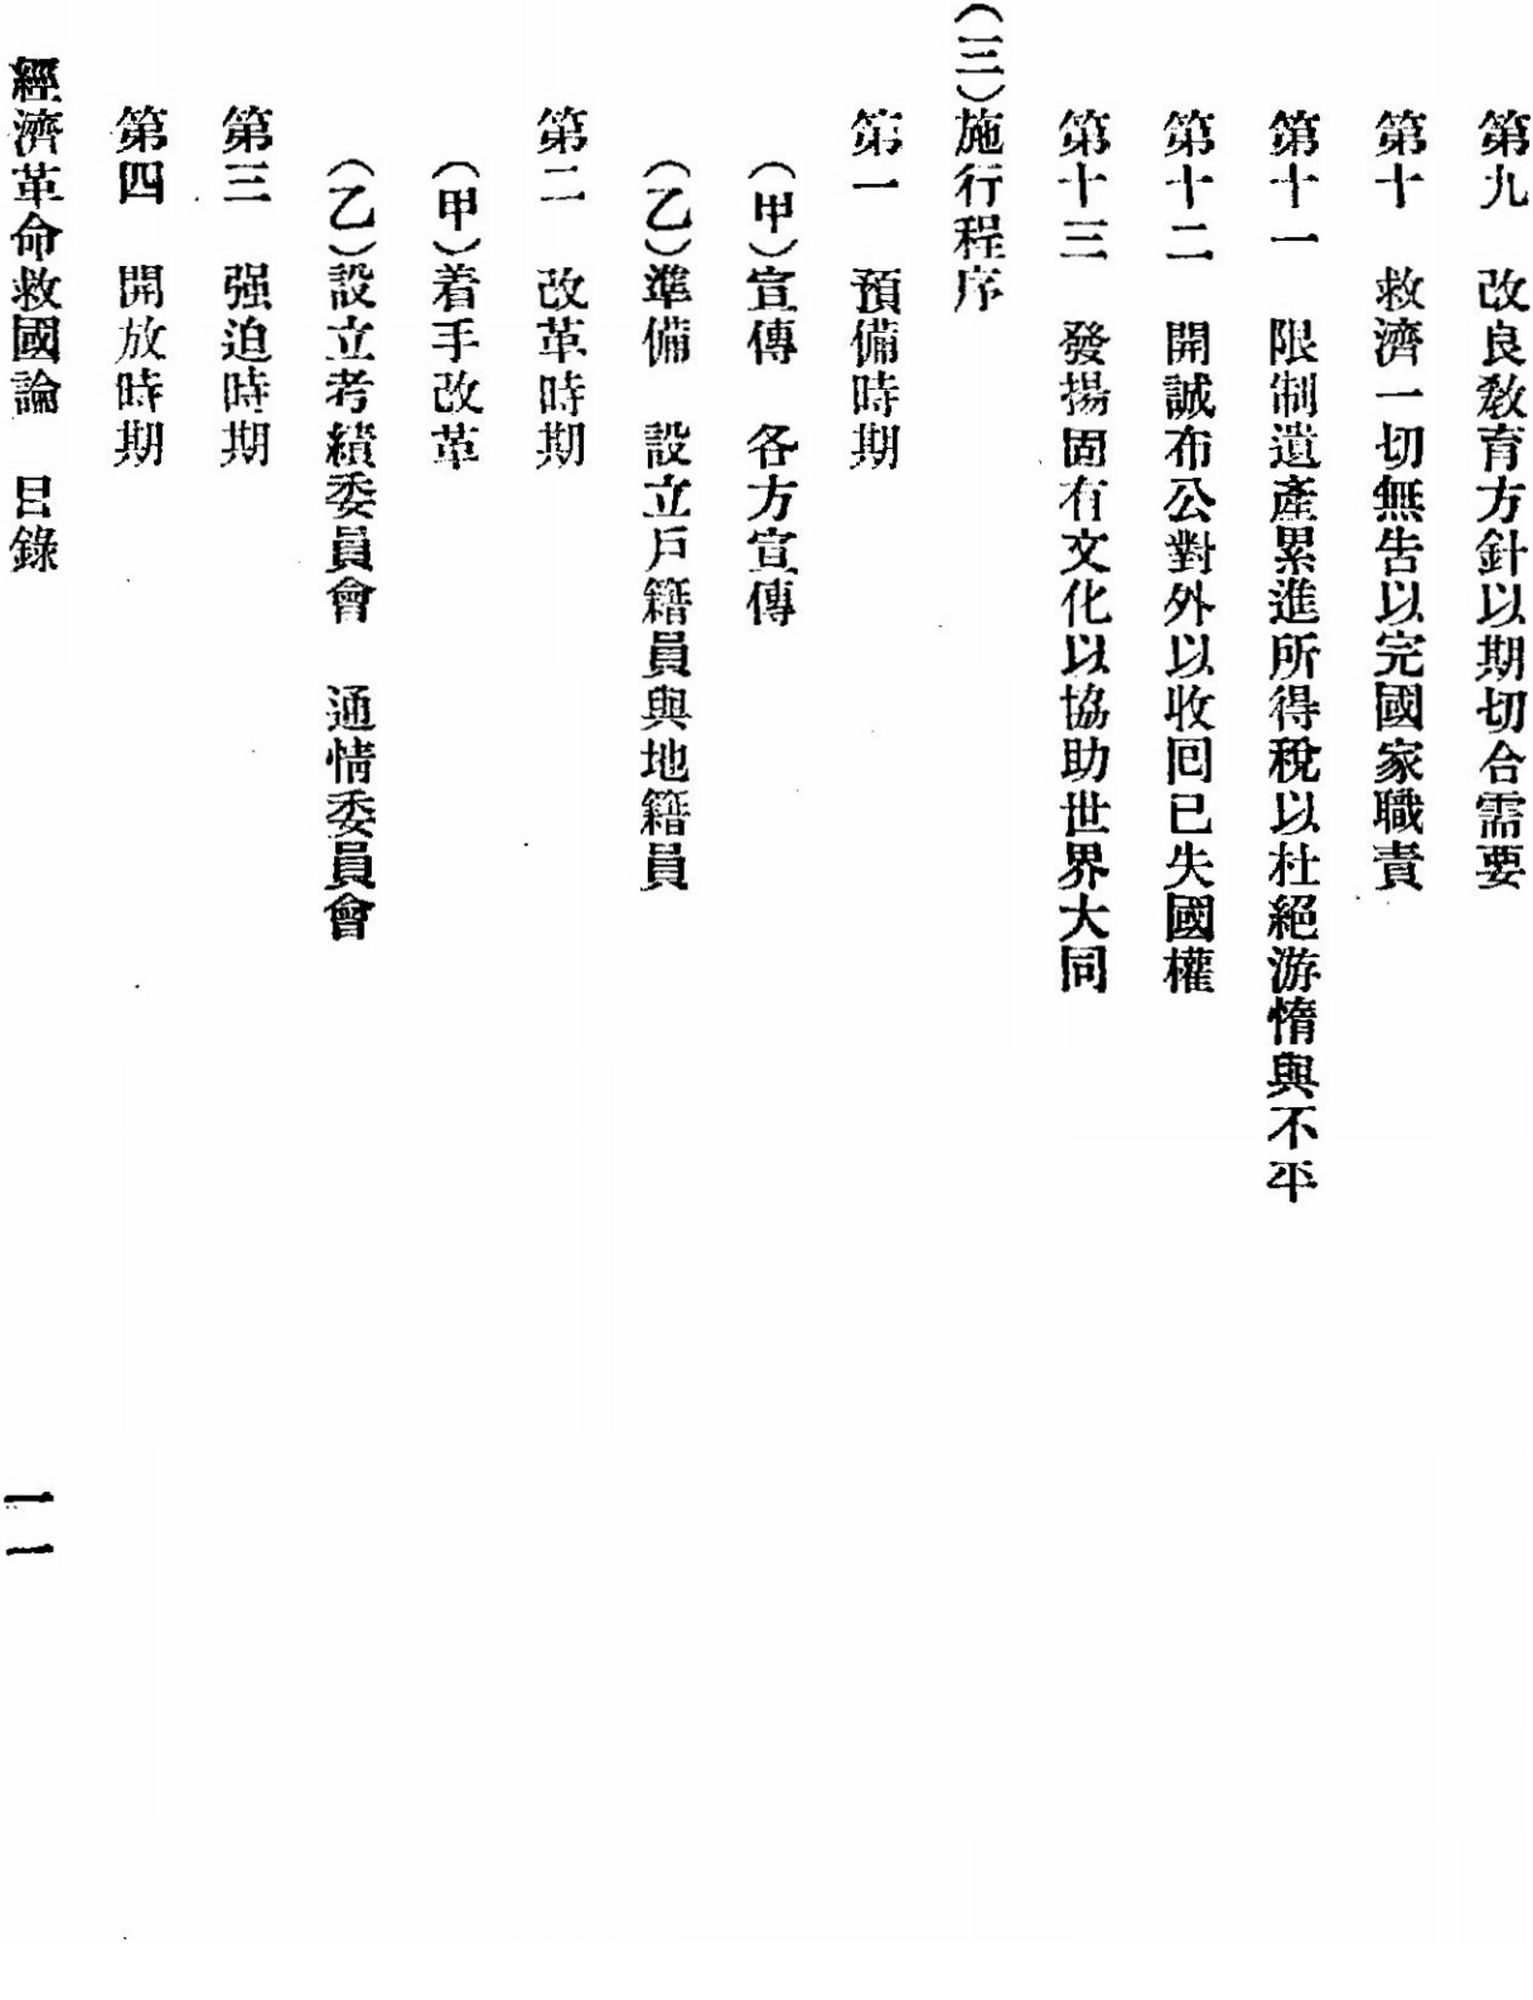 第九　改良敎育方針以期切合需要
第十　救濟一切無吿以完國家職責
第十一　限制遺產累進所得稅以杜絕游惰與不平
第十二　開誠布公對外以收回已失國權
第十三　發揚固有文化以協助世界大同
（三）施行程序
第一　預備時期
（甲）宣傳　各方宣傳
（乙）準備　設立戶籍員與地籍員
第二　改革時期
（甲）着手改革
（乙）設立考績委員會　通情委員會
第三　强迫時期
第四　開放時期
經濟革命救國論　目錄　一一